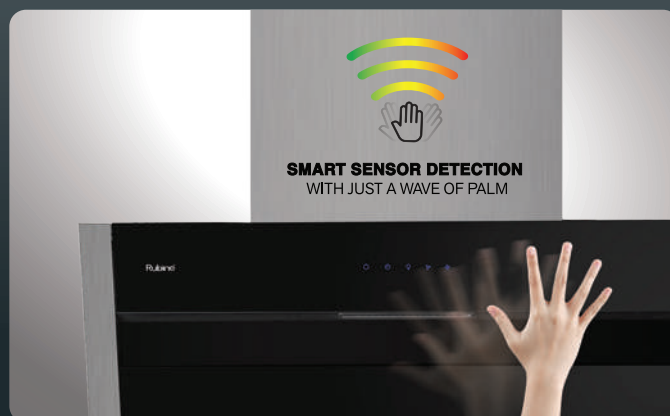 SMART SENSOR DETECTION
WITH JUST A WAVE OF PALM
Rubine